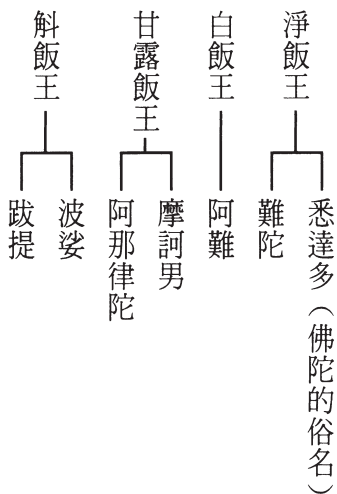 淨飯王
悉達多（佛陀的俗名）
難陀
白飯王
阿難
甘露飯王
摩訶男
阿那律陀
斛飯王
波娑
跋提